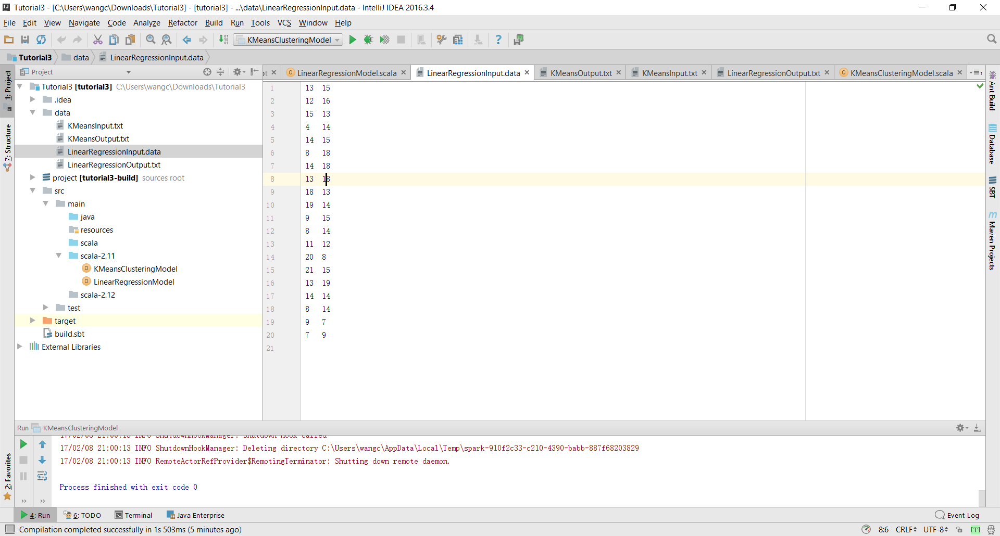 Tutorial3 - [C:\Users\wangc\Downloads\Tutorial3] - [tutorial3] - ...\data\LinearRegressionInput.data - IntelliJ IDEA 2016.3.4
File Edit View Navigate Code Analyze Refactor Build Run Tools VCS Window Help
KMeansClusteringModel
Tutorial3 data LinearRegressionInput.data
Project
LinearRegressionModel.scala LinearRegressionInput.data KMeansOutput.txt KMeansInput.txt LinearRegressionOutput.txt KMeansClusteringModel.scala
1: Project
7: Structure
2: Favorites
Tutorial3 [tutorial3] C:\Users\wangc\Downloads\Tutorial3
.idea
data
KMeansInput.txt
KMeansOutput.txt
LinearRegressionInput.data
LinearRegressionOutput.txt
project [tutorial3-build] sources root
src
main
java
resources
scala
scala-2.11
KMeansClusteringModel
LinearRegressionModel
scala-2.12
test
target
build.sbt
External Libraries
1 13 15
2 12 16
3 15 13
4 4 14
5 14 15
6 8 18
7 14 18
8 13 18
9 18 13
10 19 14
11 9 15
12 8 14
13 11 12
14 20 8
15 21 15
16 13 19
17 14 14
18 8 14
19 9 7
20 7 9
21
Ant Build
Database
SBT
Maven Projects
Run KMeansClusteringModel
17/02/08 21:00:13 INFO ShutdownHookManager: Shutdown hook called
17/02/08 21:00:13 INFO ShutdownHookManager: Deleting directory C:\Users\wangc\AppData\Local\Temp\spark-910f2c33-c210-4390-babb-887f68203829
17/02/08 21:00:13 INFO RemoteActorRefProvider$RemotingTerminator: Shutting down remote daemon.
Process finished with exit code 0
4: Run 6: TODO Terminal Java Enterprise Event Log
Compilation completed successfully in 1s 503ms (5 minutes ago) 8:6 CRLF UTF-8 [T]